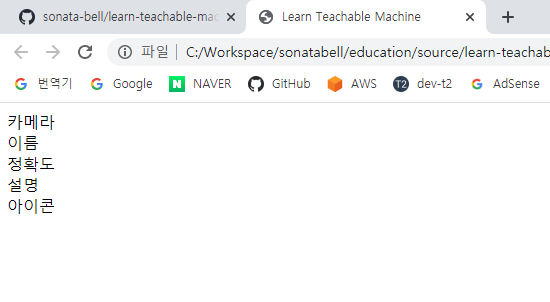 sonata-bell/learn-teachable-mac
Learn Teachable Machine
파일 C:/Workspace/sonatabell/education/source/learn-teachab
번역기 Google NAVER GitHub AWS T2 dev-t2 AdSense
카메라
이름
정확도
설명
아이콘